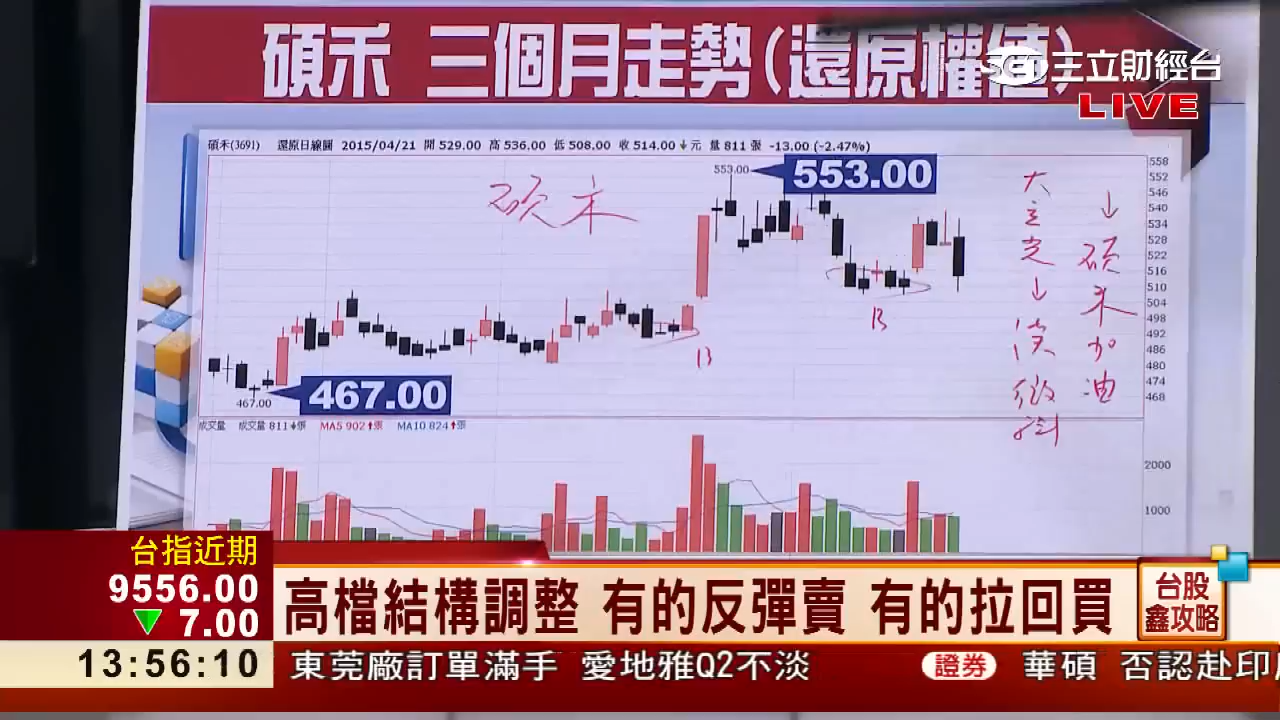 碩禾 三個月走勢(還原權值)
三立財經台
LIVE
碩禾(3691) 還原日線圖 2015/04/21 開 529.00 高 536.00 低 508.00 收 514.00↓元 量 811 張 -13.00 (-2.47%)
553.00
553.00
碩禾
467.00
467.00
B
B
大立光↓
↓碩禾加油
558
552
546
540
534
528
522
516
510
504
498
492
486
480
474
468
成交量 成交量 811↓張 MA5 902↑張 MA10 824↑張
2000
1000
台指近期
9556.00
▼ 7.00
高檔結構調整 有的反彈賣 有的拉回買
台股
鑫攻略
13:56:10
東莞廠訂單滿手 愛地雅Q2不淡
證券
華碩 否認赴印